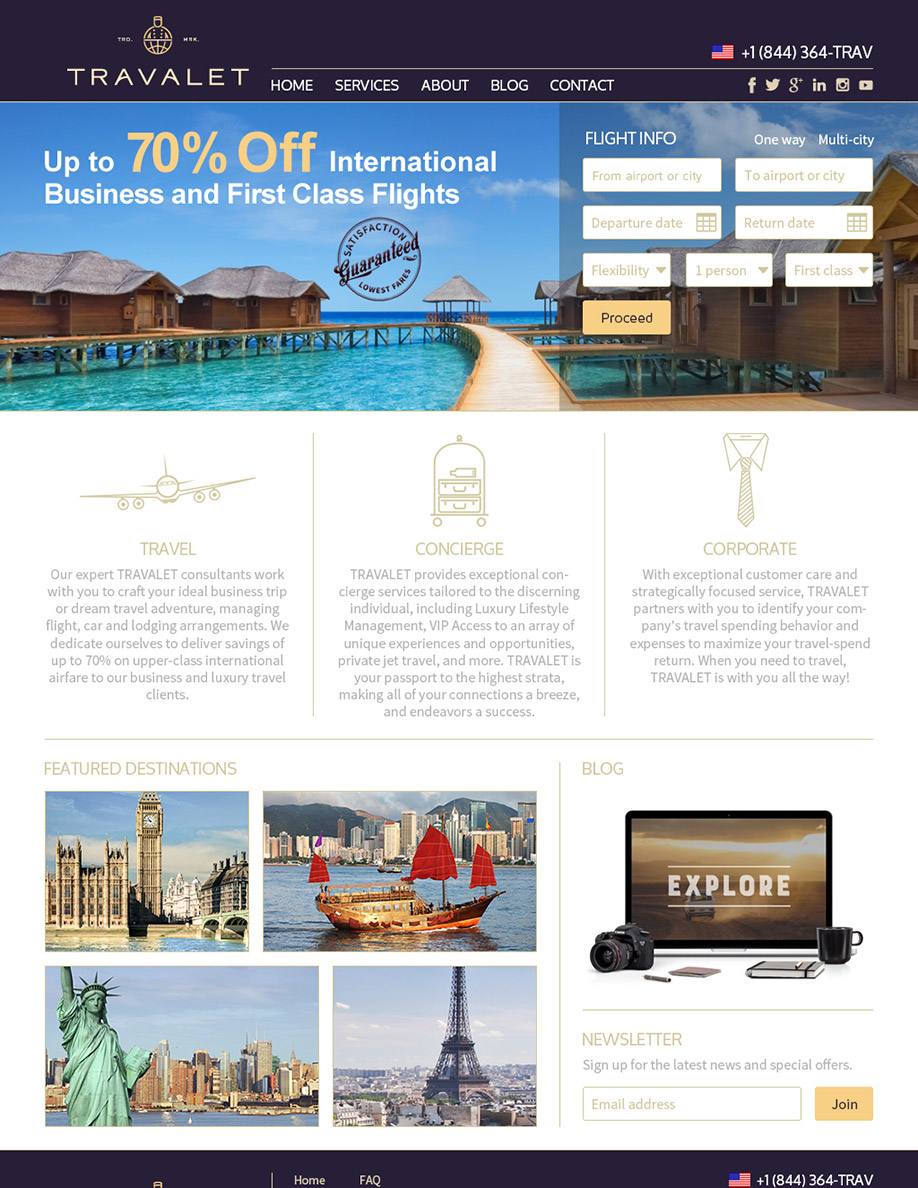 TRD. MRK.
TRAVALET
+1 (844) 364-TRAV
HOME SERVICES ABOUT BLOG CONTACT
Up to 70% Off International
Business and First Class Flights
SATISFACTION
Guaranteed
LOWEST FARES
FLIGHT INFO
One way Multi-city
From airport or city To airport or city
Departure date Return date
Flexibility 1 person First class
Proceed
TRAVEL
Our expert TRAVALET consultants work
with you to craft your ideal business trip
or dream travel adventure, managing
flight, car and lodging arrangements. We
dedicate ourselves to deliver savings of
up to 70% on upper-class international
airfare to our business and luxury travel
clients.
CONCIERGE
TRAVALET provides exceptional con-
cierge services tailored to the discerning
individual, including Luxury Lifestyle
Management, VIP Access to an array of
unique experiences and opportunities,
private jet travel, and more. TRAVALET is
your passport to the highest strata,
making all of your connections a breeze,
and endeavors a success.
CORPORATE
With exceptional customer care and
strategically focused service, TRAVALET
partners with you to identify your com-
pany's travel spending behavior and
expenses to maximize your travel-spend
return. When you need to travel,
TRAVALET is with you all the way!
FEATURED DESTINATIONS
BLOG
EXPLORE
NEWSLETTER
Sign up for the latest news and special offers.
Email address
Join
Home FAQ
+1 (844) 364-TRAV